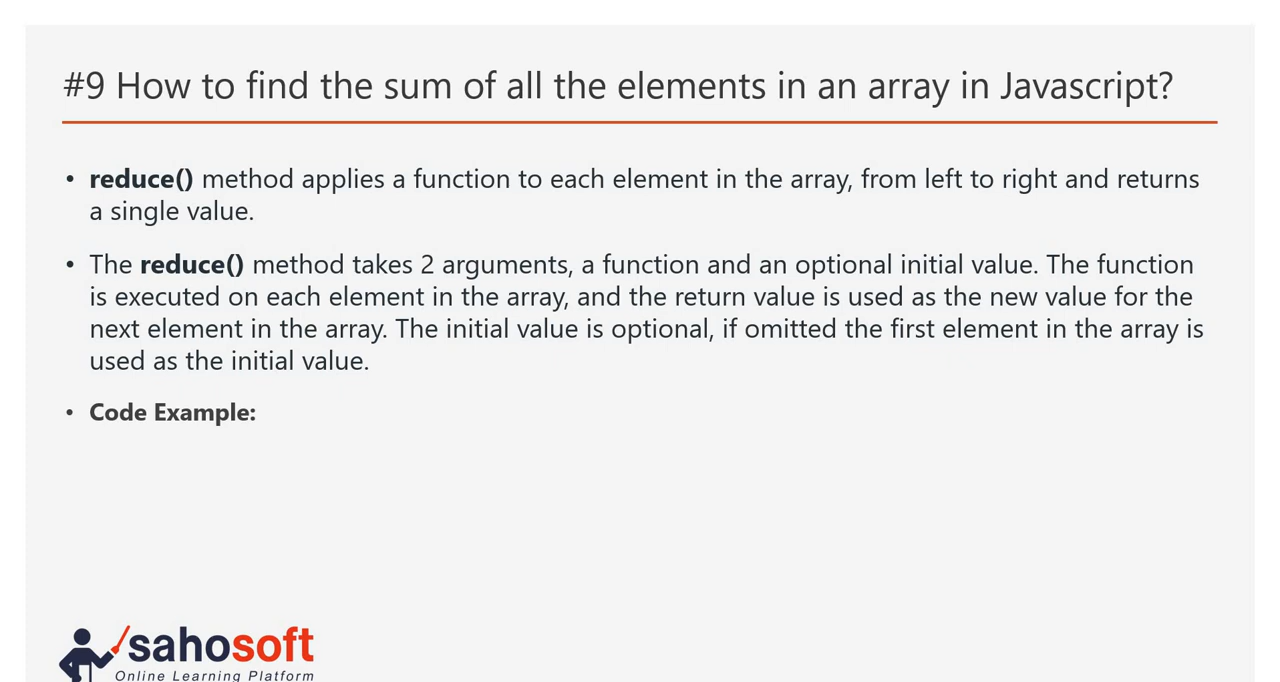 #9 How to find the sum of all the elements in an array in Javascript?
• reduce() method applies a function to each element in the array, from left to right and returns
a single value.
• The reduce() method takes 2 arguments, a function and an optional initial value. The function
is executed on each element in the array, and the return value is used as the new value for the
next element in the array. The initial value is optional, if omitted the first element in the array is
used as the initial value.
• Code Example:
sahosoft
Online Learning Platform